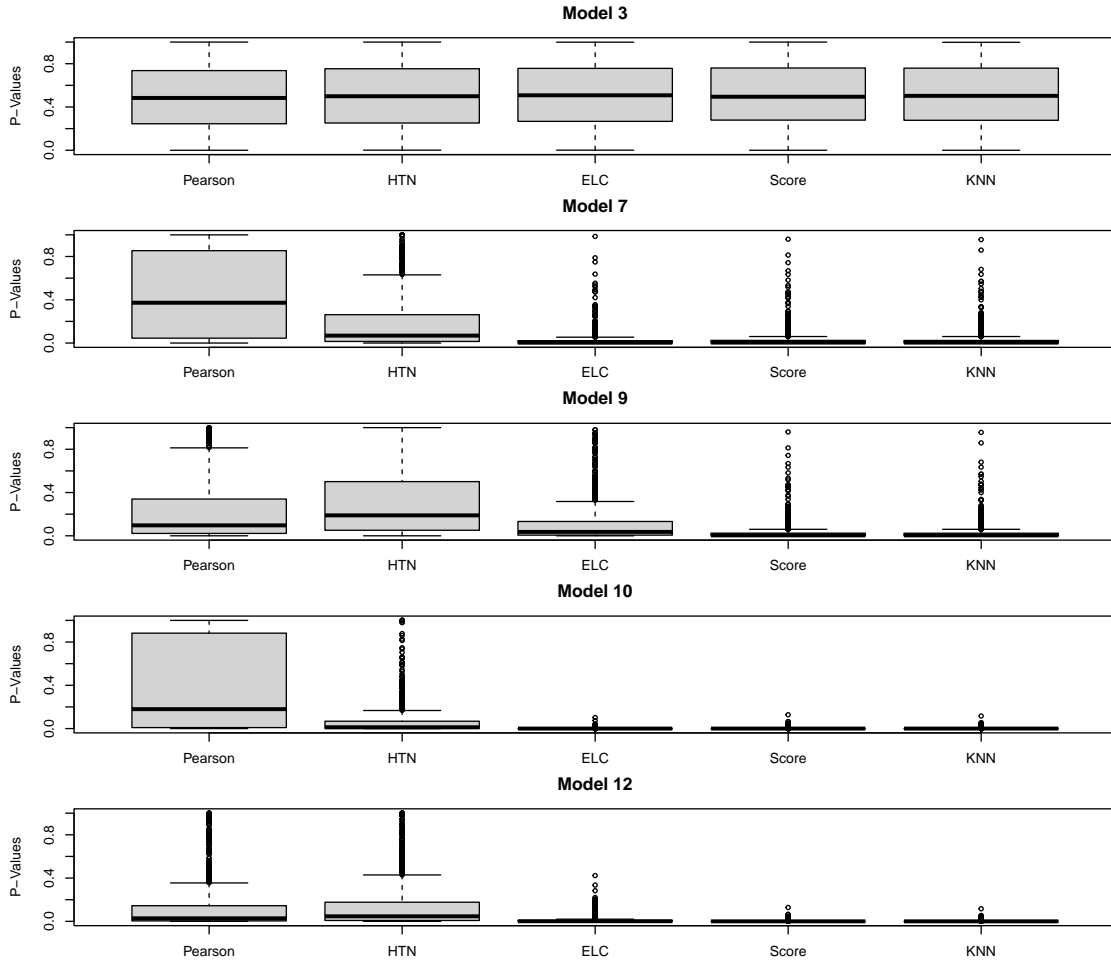 Model 3
P−Values
0.0 0.4 0.8
Pearson HTN ELC Score KNN
Model 7
P−Values
0.0 0.4 0.8
Pearson HTN ELC Score KNN
Model 9
P−Values
0.0 0.4 0.8
Pearson HTN ELC Score KNN
Model 10
P−Values
0.0 0.4 0.8
Pearson HTN ELC Score KNN
Model 12
P−Values
0.0 0.4 0.8
Pearson HTN ELC Score KNN